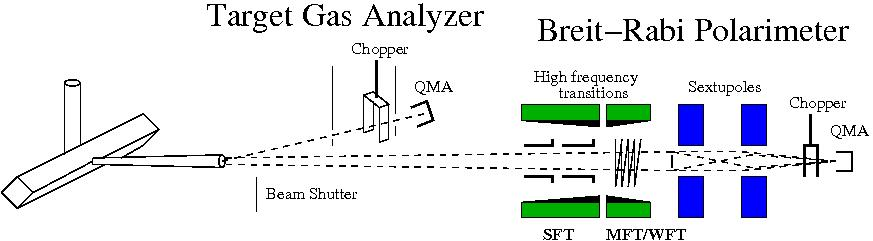 Target Gas Analyzer
Breit–Rabi Polarimeter
Chopper
QMA
High frequency
transitions
Sextupoles
Chopper
QMA
Beam Shutter
SFT
MFT/WFT